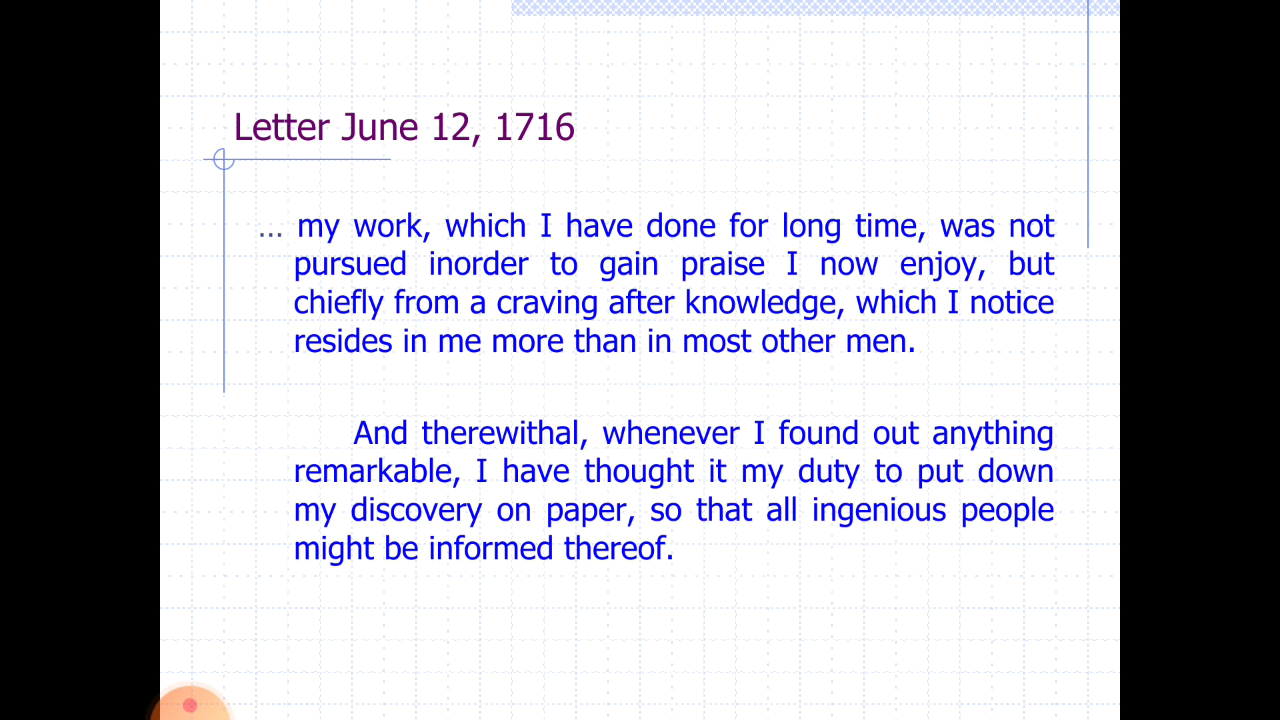 Letter June 12, 1716
... my work, which I have done for long time, was not
pursued inorder to gain praise I now enjoy, but
chiefly from a craving after knowledge, which I notice
resides in me more than in most other men.
And therewithal, whenever I found out anything
remarkable, I have thought it my duty to put down
my discovery on paper, so that all ingenious people
might be informed thereof.